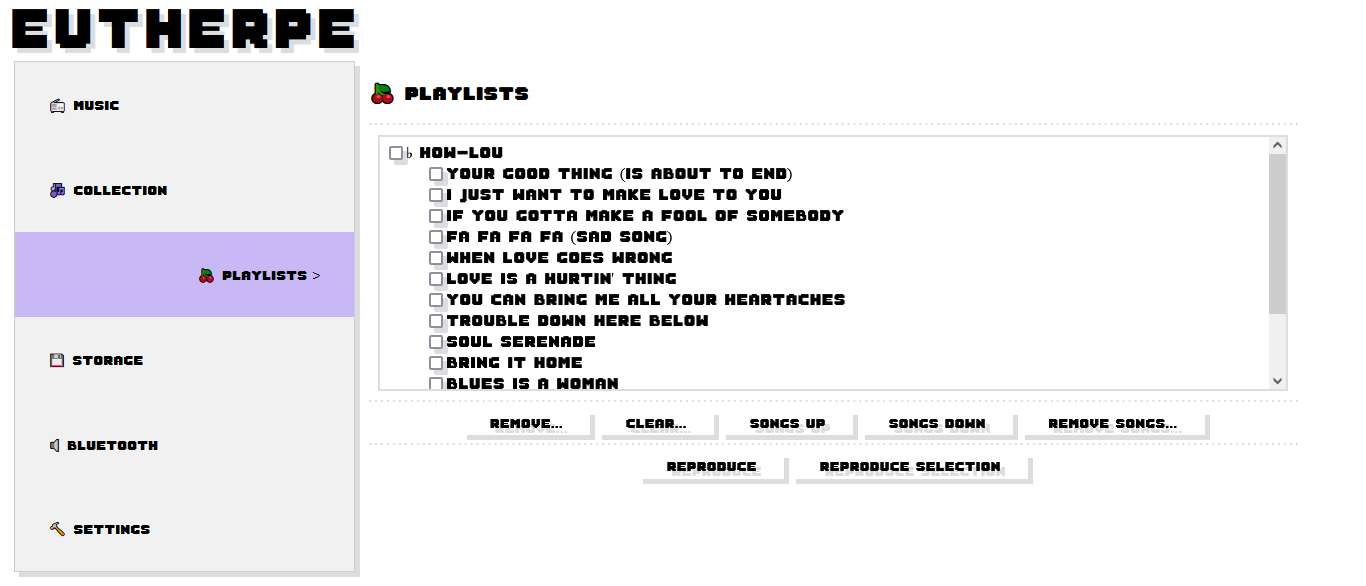 EUTHERPE
MUSIC
COLLECTION
PLAYLISTS >
STORAGE
BLUETOOTH
SETTINGS
PLAYLISTS
♭ HOW-LOU
YOUR GOOD THING (IS ABOUT TO END)
I JUST WANT TO MAKE LOVE TO YOU
IF YOU GOTTA MAKE A FOOL OF SOMEBODY
FA FA FA FA (SAD SONG)
WHEN LOVE GOES WRONG
LOVE IS A HURTIN' THING
YOU CAN BRING ME ALL YOUR HEARTACHES
TROUBLE DOWN HERE BELOW
SOUL SERENADE
BRING IT HOME
BLUES IS A WOMAN
REMOVE... CLEAR... SONGS UP SONGS DOWN REMOVE SONGS...
REPRODUCE REPRODUCE SELECTION